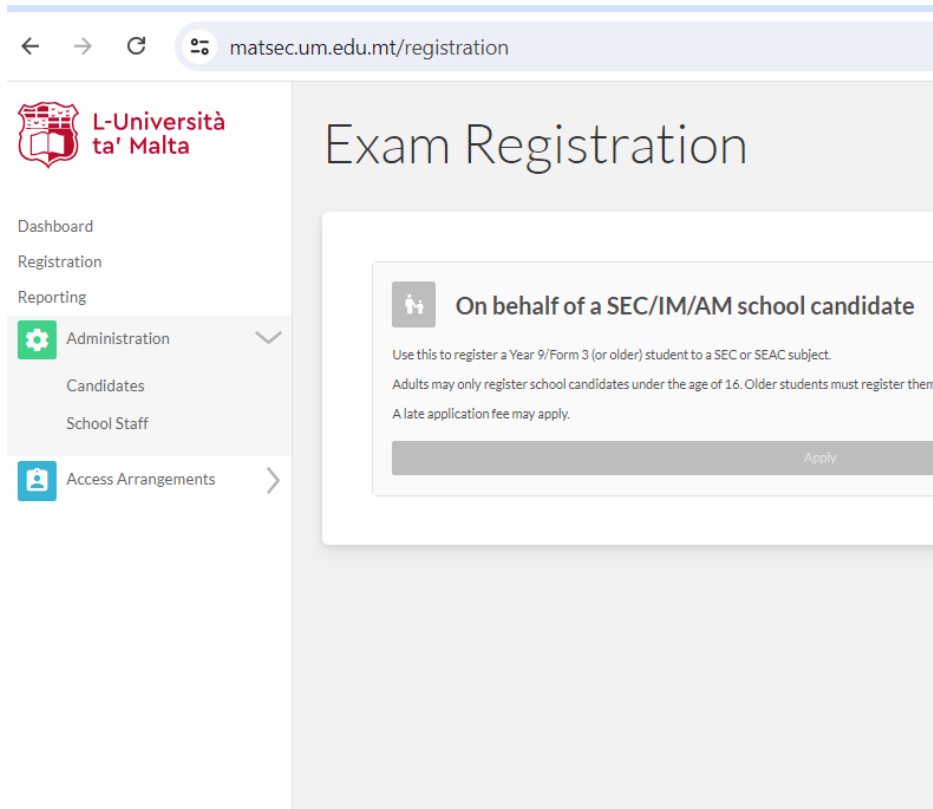 matsec.um.edu.mt/registration
L-Università
ta' Malta
Exam Registration
Dashboard
Registration
Reporting
Administration
Candidates
School Staff
Access Arrangements
On behalf of a SEC/IM/AM school candidate
Use this to register a Year 9/Form 3 (or older) student to a SEC or SEAC subject.
Adults may only register school candidates under the age of 16. Older students must register
A late application fee may apply.
Apply